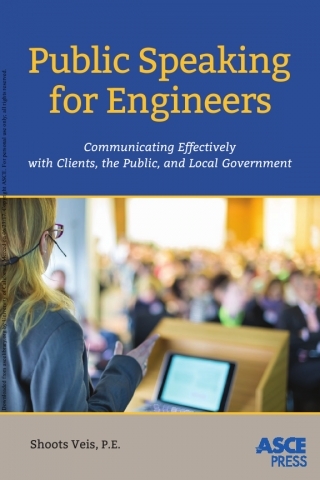 Public Speaking
for Engineers
Communicating Effectively
with Clients, the Public, and Local Government
Shoots Veis, P.E.
ASCE
PRESS